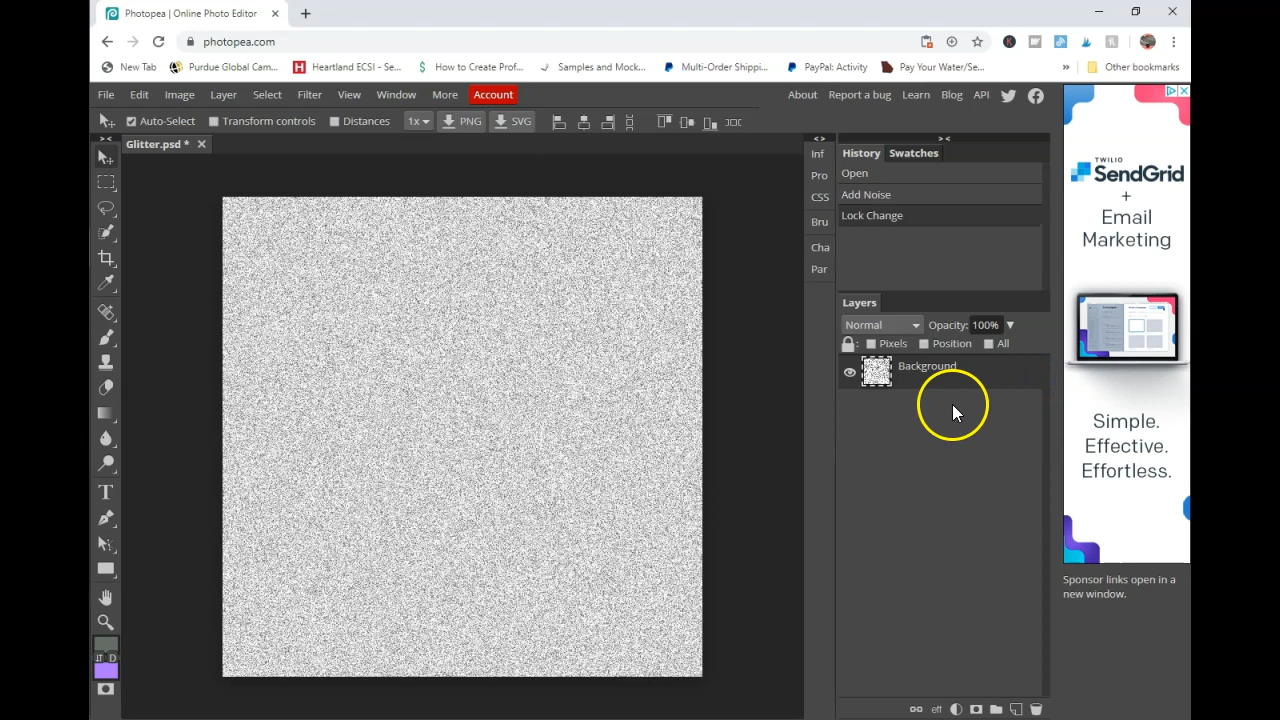 Photopea | Online Photo Editor
photopea.com
New Tab Purdue Global Cam... Heartland ECSI - Se... How to Create Prof... Samples and Mock... Multi-Order Shippi... PayPal: Activity Pay Your Water/Se... » Other bookmarks
File Edit Image Layer Select Filter View Window More Account About Report a bug Learn Blog API
Auto-Select Transform controls Distances 1x PNG SVG
Glitter.psd *
> <
< >
> <
Inf
Pro
CSS
Bru
Cha
Par
History Swatches
Open
Add Noise
Lock Change
Layers
Normal Opacity: 100%
: Pixels Position All
Background
eff
D
TWILIO
SendGrid
+
Email
Marketing
Simple.
Effective.
Effortless.
Sponsor links open in a
new window.